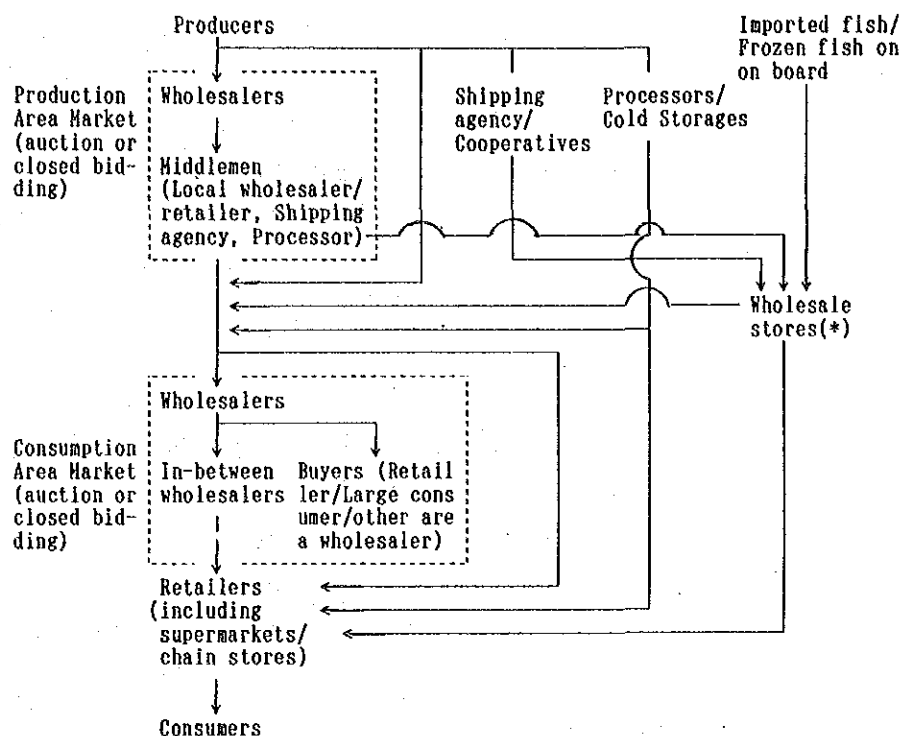 Producers
Imported fish/
Frozen fish on
on board
Production
Area Market
(auction or
closed bid-
ding)
Wholesalers
Middlemen
(Local wholesaler/
retailer, Shipping
agency, Processor)
Shipping
agency/
Cooperatives
Processors/
Cold Storages
Wholesale
stores(*)
Consumption
Area Market
(auction or
closed bid-
ding)
Wholesalers
In-between
wholesalers
Buyers (Retail
ler/Large cons
umer/other are
a wholesaler)
Retailers
(including
supermarkets/
chain stores)
Consumers